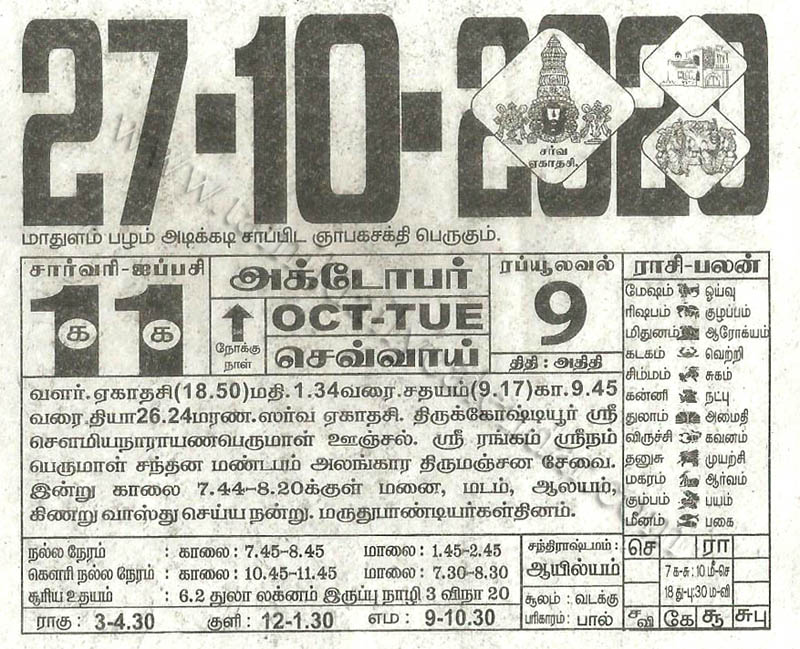 27-10-2020
சர்வ
ஏகாதசி.
மாதுளம் பழம் அடிக்கடி சாப்பிட ஞாபகசக்தி பெருகும்.
சார்வரி-ஐப்பசி
11
க க
நோக்கு
நாள்
அக்டோபர்
OCT-TUE
செவ்வாய்
ரப்யூலவல்
9
திதி : அதிதி
வளர்.ஏகாதசி(18.50)மதி.1.34வரை.சதயம்(9.17)கா.9.45
வரை.தியா26.24மரண.ஸர்வ ஏகாதசி. திருக்கோஷ்டியூர் ஸ்ரீ
சௌமியநாராயணபெருமாள் ஊஞ்சல். ஸ்ரீ ரங்கம் ஸ்ரீநம்
பெருமாள் சந்தன மண்டபம் அலங்கார திருமஞ்சன சேவை.
இன்று காலை 7.44-8.20க்குள் மனை, மடம், ஆலயம்,
கிணறு வாஸ்து செய்ய நன்று. மருதுபாண்டியர்கள்தினம்.
ராசி-பலன்
மேஷம் ஓய்வு
ரிஷபம் குழப்பம்
மிதுனம் ஆரோக்யம்
கடகம் வெற்றி
சிம்மம் சுகம்
கன்னி நட்பு
துலாம் அமைதி
விருச்சி கவனம்
தனுசு முயற்சி
மகரம் ஆர்வம்
கும்பம் பயம்
மீனம் பகை
நல்ல நேரம் : காலை : 7.45-8.45 மாலை : 1.45-2.45
கௌரி நல்ல நேரம் : காலை : 10.45-11.45 மாலை : 7.30-8.30
சூரிய உதயம் : 6.2 துலா லக்னம் இருப்பு நாழி 3 விநா 20
ராகு : 3-4.30 குளி : 12-1.30 எம : 9-10.30
சந்திராஷ்டமம் :
ஆயில்யம்
சூலம் : வடக்கு
பரிகாரம் : பால்
செ ரா
7 க-சு : 10 மீ-செ
18 து-பு:30 ம-வி
ச வி கே சூ சுபு